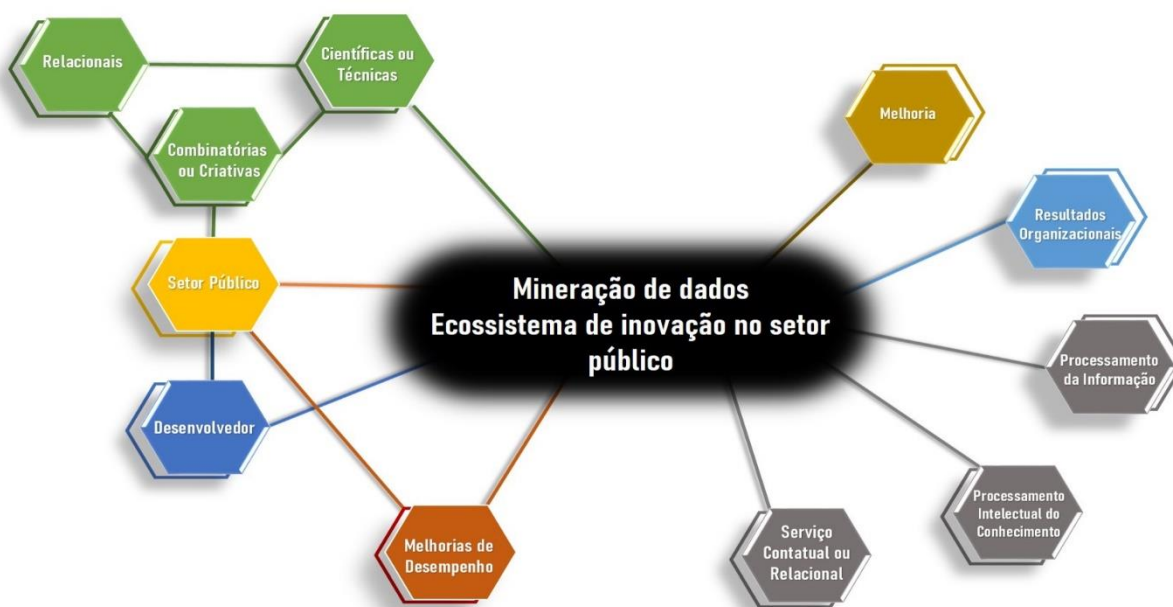 Relacionais
Científicas ou
Técnicas
Combinatórias
ou Criativas
Melhoria
Resultados
Organizacionais
Setor Público
Mineração de dados
Ecossistema de inovação no setor
público
Processamento
da Informação
Desenvolvedor
Melhorias de
Desempenho
Serviço
Contatual ou
Relacional
Processamento
Intelectual do
Conhecimento